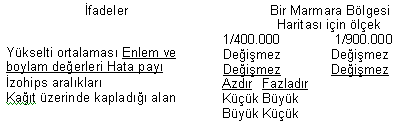 İfadeler Bir Marmara Bölgesi
Haritası için ölçek
1/400.000 1/900.000
Yükselti ortalaması Enlem ve Değişmez Değişmez
boylam değerleri Hata payı Değişmez Değişmez
İzohips aralıkları Azdır Fazladır
Kağıt üzerinde kapladığı alan Küçük Büyük
Büyük Küçük